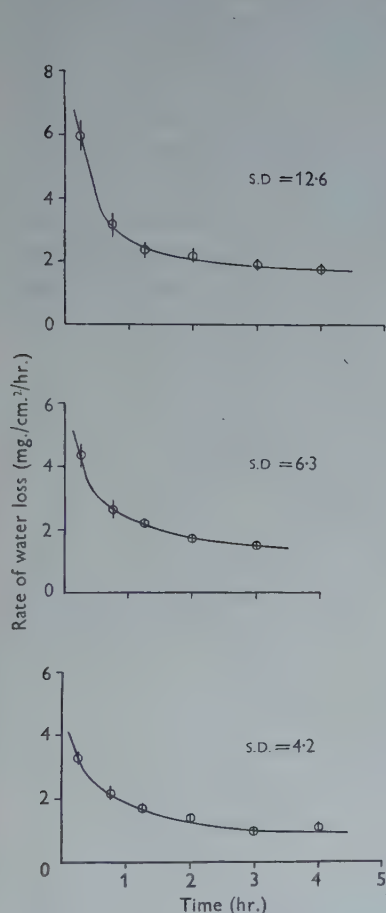 8
6
4
2
0
S.D = 12·6
6
4
2
0
S.D = 6·3
6
4
2
0
S.D. = 4·2
1 2 3 4 5
Time (hr.)
Rate of water loss (mg./cm.²/hr.)